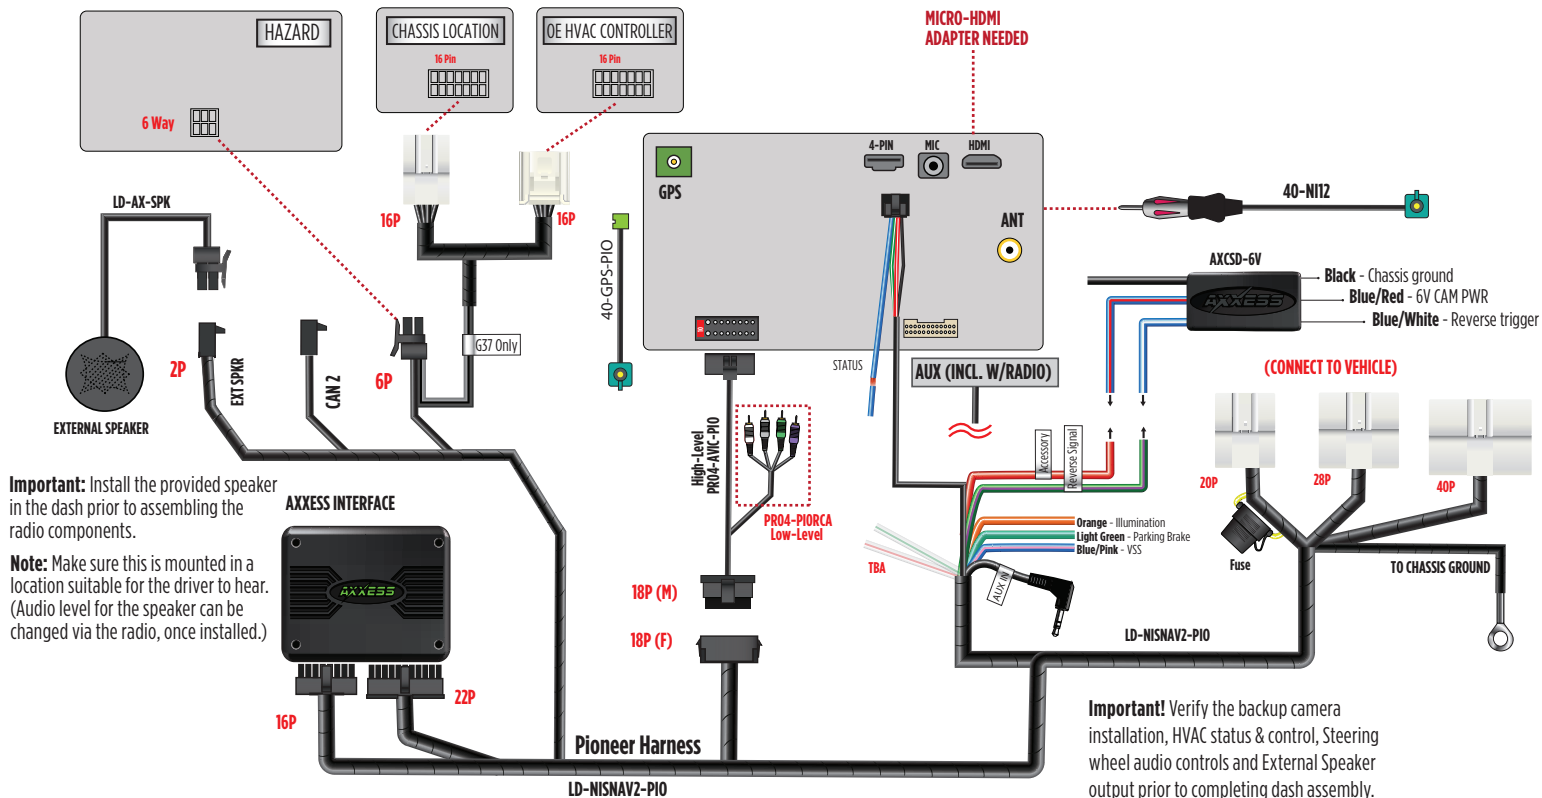 HAZARD
6 Way
CHASSIS LOCATION
16 Pin
OE HVAC CONTROLLER
16 Pin
MICRO-HDMI
ADAPTER NEEDED
4-PIN
MIC
HDMI
GPS
ANT
40-NI12
LD-AX-SPK
16P
16P
40-GPS-PIO
AXCSD-6V
AXXESS
Black - Chassis ground
Blue/Red - 6V CAM PWR
Blue/White - Reverse trigger
EXTERNAL SPEAKER
2P
EXT SPKR
CAN 2
6P
G37 Only
STATUS
AUX (INCL. W/RADIO)
(CONNECT TO VEHICLE)
High-Level
PR04-AVIC-PIO
PR04-PIORCA
Low-Level
Accessory
Reverse Signal
20P
28P
40P
Fuse
TO CHASSIS GROUND
Important: Install the provided speaker
in the dash prior to assembling the
radio components.
Note: Make sure this is mounted in a
location suitable for the driver to hear.
(Audio level for the speaker can be
changed via the radio, once installed.)
AXXESS INTERFACE
AXXESS
16P
22P
Orange - Illumination
Light Green - Parking Brake
Blue/Pink - VSS
TBA
AUX IN
18P (M)
18P (F)
LD-NISNAV2-PIO
Pioneer Harness
LD-NISNAV2-PIO
Important! Verify the backup camera
installation, HVAC status & control, Steering
wheel audio controls and External Speaker
output prior to completing dash assembly.